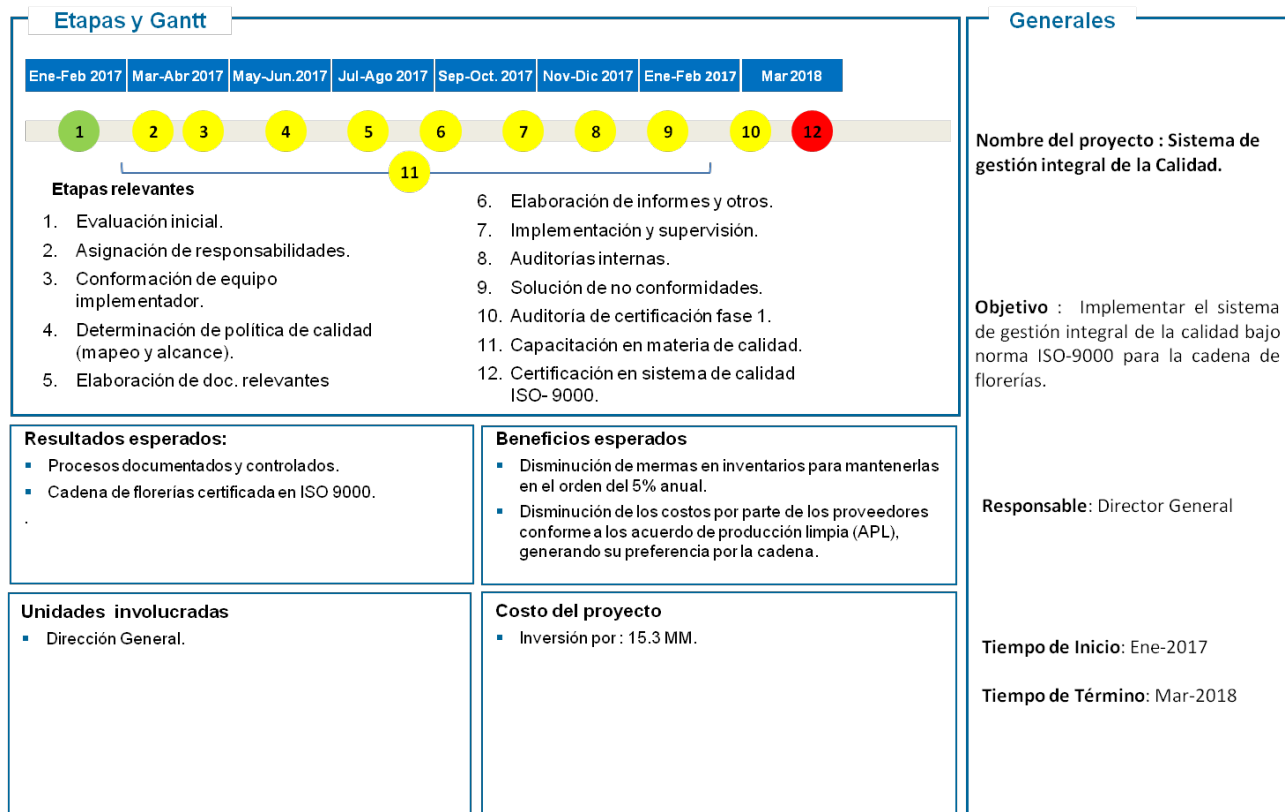 Etapas y Gantt
Ene-Feb 2017 Mar-Abr 2017 May-Jun.2017 Jul-Ago 2017 Sep-Oct. 2017 Nov-Dic 2017 Ene-Feb 2017 Mar 2018
1 2 3 4 5 6 7 8 9 10 12
11
Etapas relevantes
1. Evaluación inicial.
2. Asignación de responsabilidades.
3. Conformación de equipo
implementador.
4. Determinación de política de calidad
(mapeo y alcance).
5. Elaboración de doc. relevantes
6. Elaboración de informes y otros.
7. Implementación y supervisión.
8. Auditorías internas.
9. Solución de no conformidades.
10. Auditoría de certificación fase 1.
11. Capacitación en materia de calidad.
12. Certificación en sistema de calidad
ISO- 9000.
Resultados esperados:
▪ Procesos documentados y controlados.
▪ Cadena de florerías certificada en ISO 9000.
.
Beneficios esperados
▪ Disminución de mermas en inventarios para mantenerlas
en el orden del 5% anual.
▪ Disminución de los costos por parte de los proveedores
conforme a los acuerdo de producción limpia (APL),
generando su preferencia por la cadena.
Unidades involucradas
▪ Dirección General.
Costo del proyecto
▪ Inversión por : 15.3 MM.
Generales
Nombre del proyecto : Sistema de
gestión integral de la Calidad.
Objetivo : Implementar el sistema
de gestión integral de la calidad bajo
norma ISO-9000 para la cadena de
florerías.
Responsable: Director General
Tiempo de Inicio: Ene-2017
Tiempo de Término: Mar-2018